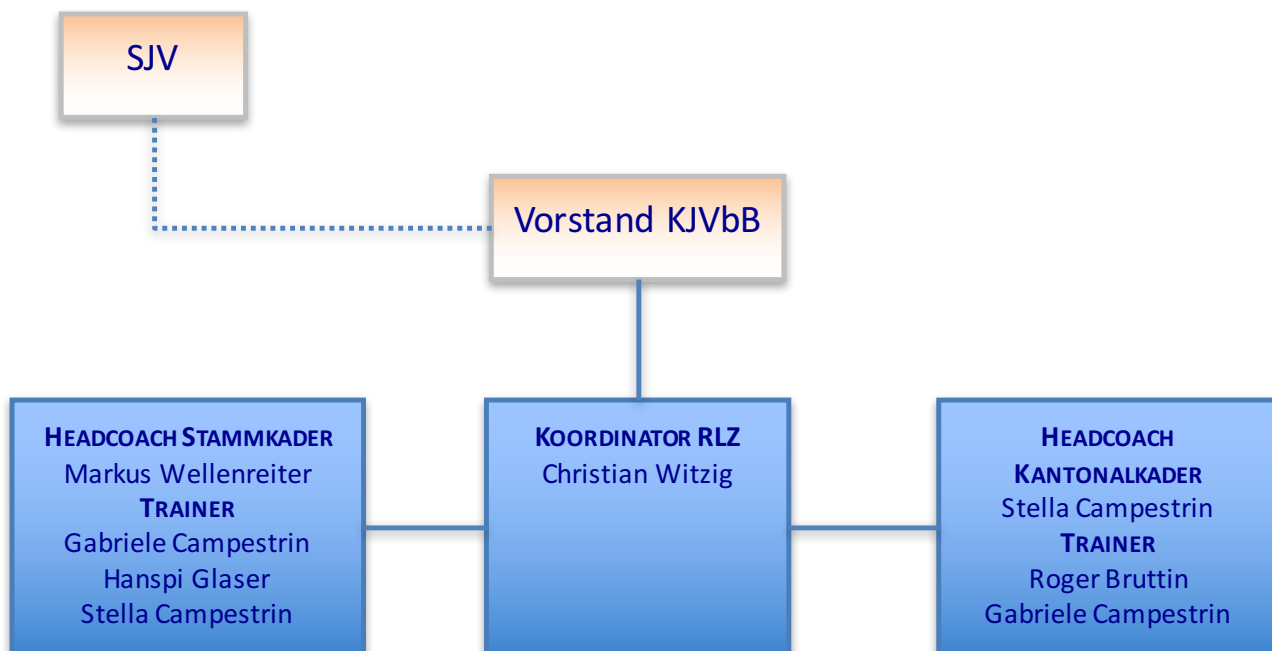 SJV
Vorstand KJVbB
HEADCOACH STAMMKADER
Markus Wellenreiter
TRAINER
Gabriele Campestrin
Hanspi Glaser
Stella Campestrin
KOORDINATOR RLZ
Christian Witzig
HEADCOACH
KANTONALKADER
Stella Campestrin
TRAINER
Roger Bruttin
Gabriele Campestrin